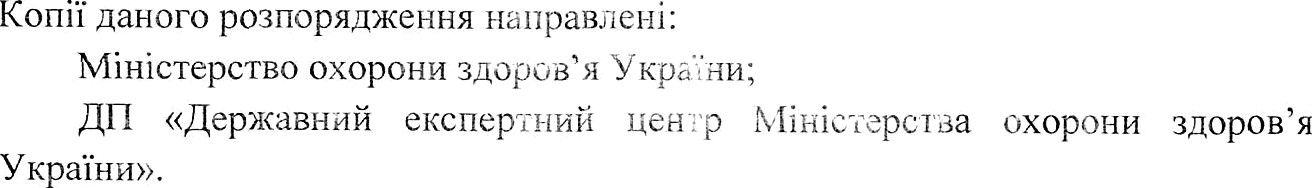 Копії даного розпорядження направлені:
Міністерство охорони здоров’я України;
ДП «Державний експертний центр Міністерства охорони здоров’я
України».